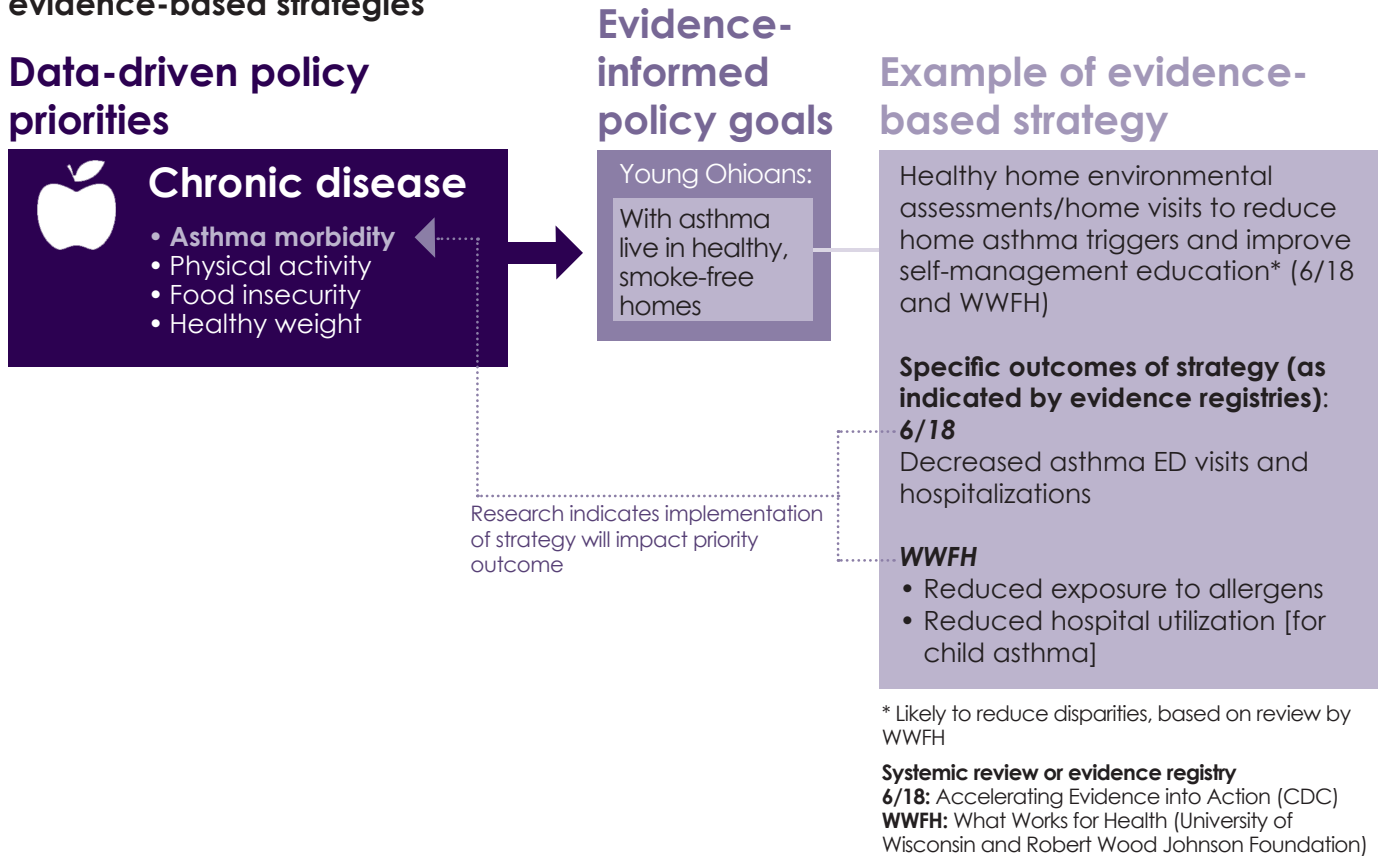 evidence-based strategies
Data-driven policy
priorities
Chronic disease
• Asthma morbidity
• Physical activity
• Food insecurity
• Healthy weight
Evidence-
informed
policy goals
Young Ohioans:
With asthma
live in healthy,
smoke-free
homes
Example of evidence-
based strategy
Healthy home environmental
assessments/home visits to reduce
home asthma triggers and improve
self-management education* (6/18
and WWFH)
Specific outcomes of strategy (as
indicated by evidence registries):
6/18
Decreased asthma ED visits and
hospitalizations
WWFH
• Reduced exposure to allergens
• Reduced hospital utilization [for
child asthma]
Research indicates implementation
of strategy will impact priority
outcome
* Likely to reduce disparities, based on review by
WWFH
Systemic review or evidence registry
6/18: Accelerating Evidence into Action (CDC)
WWFH: What Works for Health (University of
Wisconsin and Robert Wood Johnson Foundation)